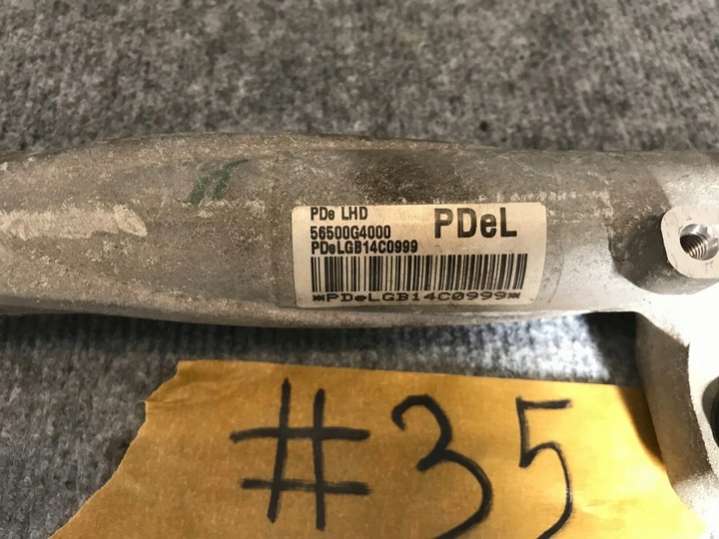 PDe LHD
56500G4000
PDeL
PDeLGB14C0999
*PDeLGB14C0999*
#35